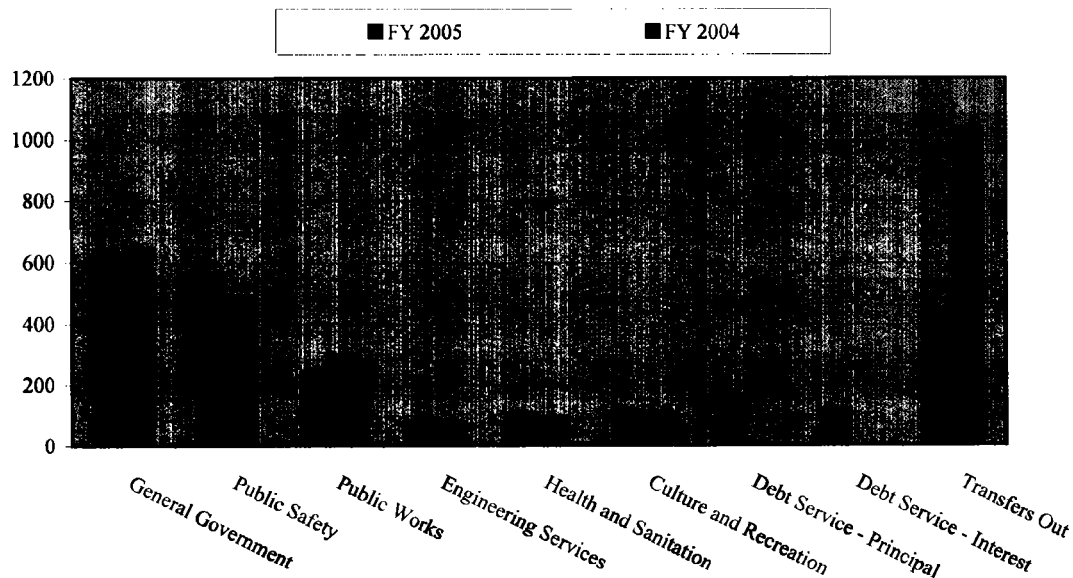 ■ FY 2005 ■ FY 2004
1200
1000
800
600
400
200
0
General Government
Public Safety
Public Works
Engineering Services
Health and Sanitation
Culture and Recreation
Debt Service - Principal
Debt Service - Interest
Transfers Out